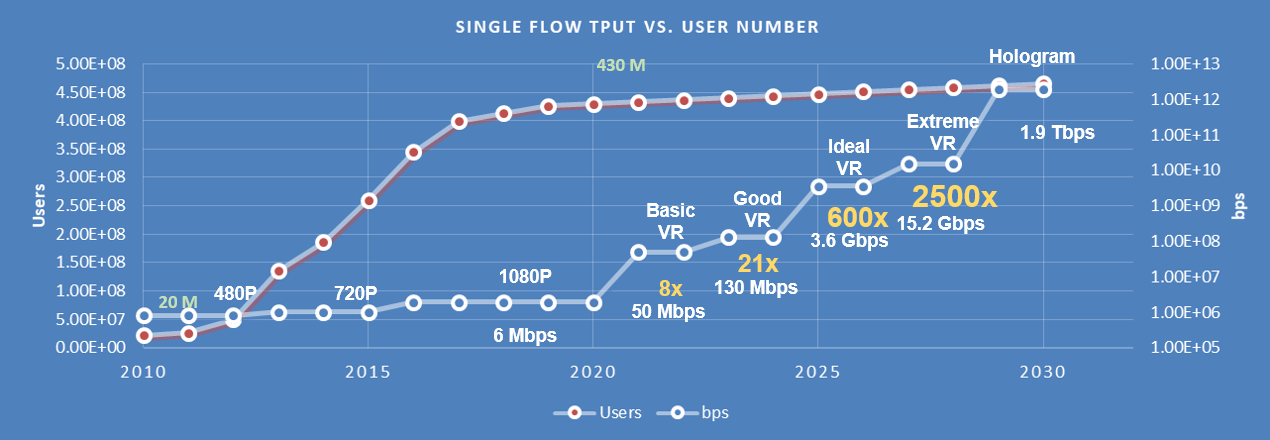 SINGLE FLOW TPUT VS. USER NUMBER
Hologram
430 M
5.00E+08
4.50E+08
4.00E+08
3.50E+08
3.00E+08
2.50E+08
2.00E+08
1.50E+08
1.00E+08
5.00E+07
0.00E+00
Users
1.00E+13
1.00E+12
1.00E+11
1.00E+10
1.00E+09
1.00E+08
1.00E+07
1.00E+06
1.00E+05
bps
20 M
480P
720P
1080P
6 Mbps
Basic
VR
8x
50 Mbps
Good
VR
21x
130 Mbps
Ideal
VR
600x
3.6 Gbps
Extreme
VR
2500x
15.2 Gbps
1.9 Tbps
2010
2015
2020
2025
2030
Users
bps